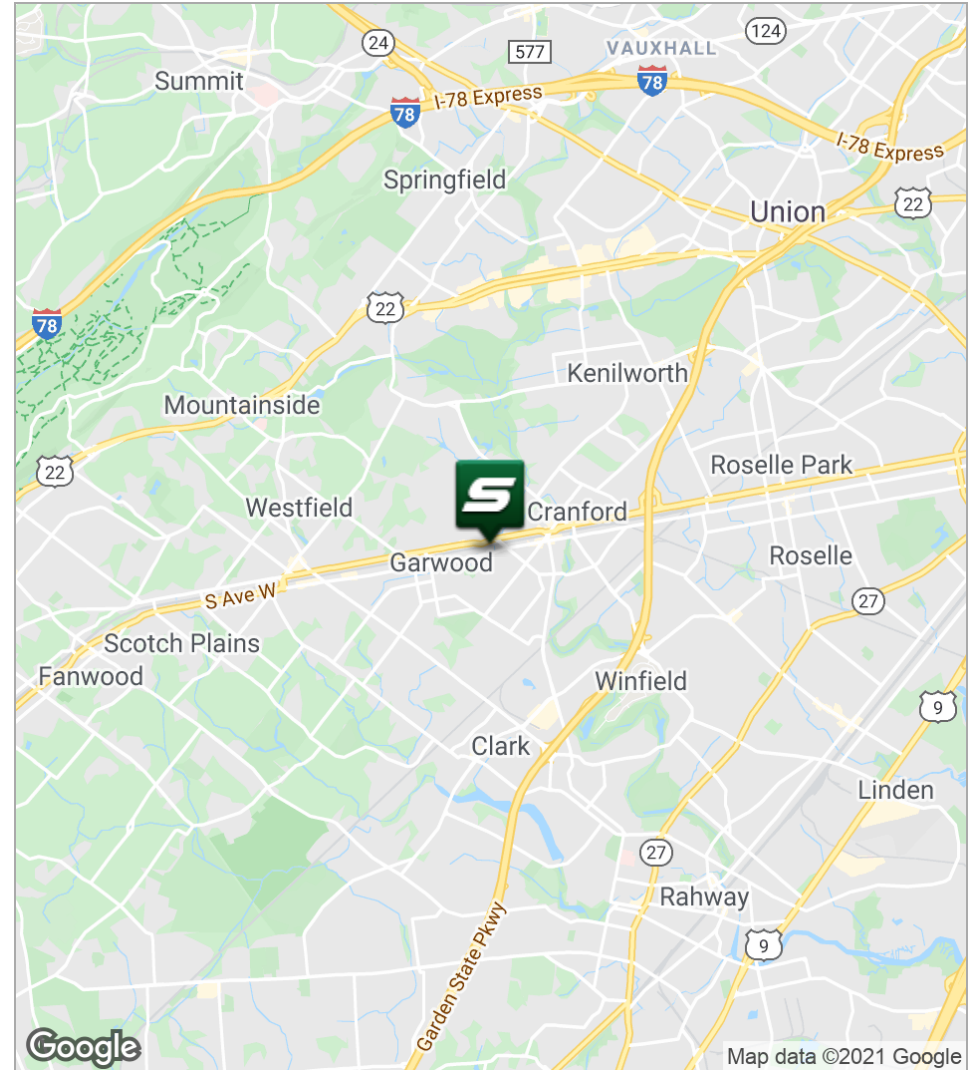 124
24
577
VAUXHALL
Summit
78
I-78 Express
78
I-78 Express
Springfield
22
Union
22
78
Kenilworth
Mountainside
22
Roselle Park
Westfield
S
Cranford
Roselle
Garwood
S Ave W
27
Scotch Plains
Fanwood
Winfield
9
Clark
Linden
27
Rahway
9
Garden State Pkwy
Google
Map data ©2021 Google